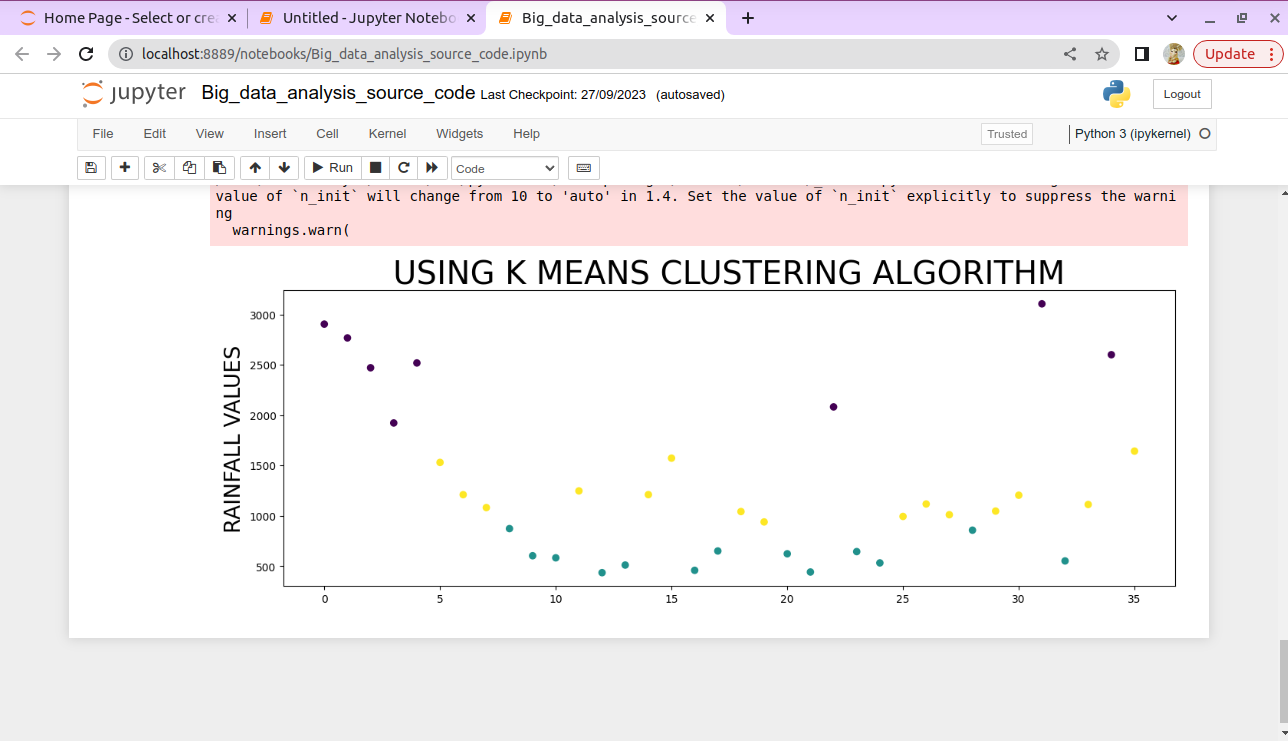 Home Page - Select or crea
Untitled - Jupyter Notebo
Big_data_analysis_source
localhost:8889/notebooks/Big_data_analysis_source_code.ipynb
Update
jupyter Big_data_analysis_source_code Last Checkpoint: 27/09/2023 (autosaved)
Logout
File Edit View Insert Cell Kernel Widgets Help
Trusted
Python 3 (ipykernel)
Run
Code
value of `n_init` will change from 10 to 'auto' in 1.4. Set the value of `n_init` explicitly to suppress the warni
ng
warnings.warn(
USING K MEANS CLUSTERING ALGORITHM
RAINFALL VALUES
3000
2500
2000
1500
1000
500
0 5 10 15 20 25 30 35